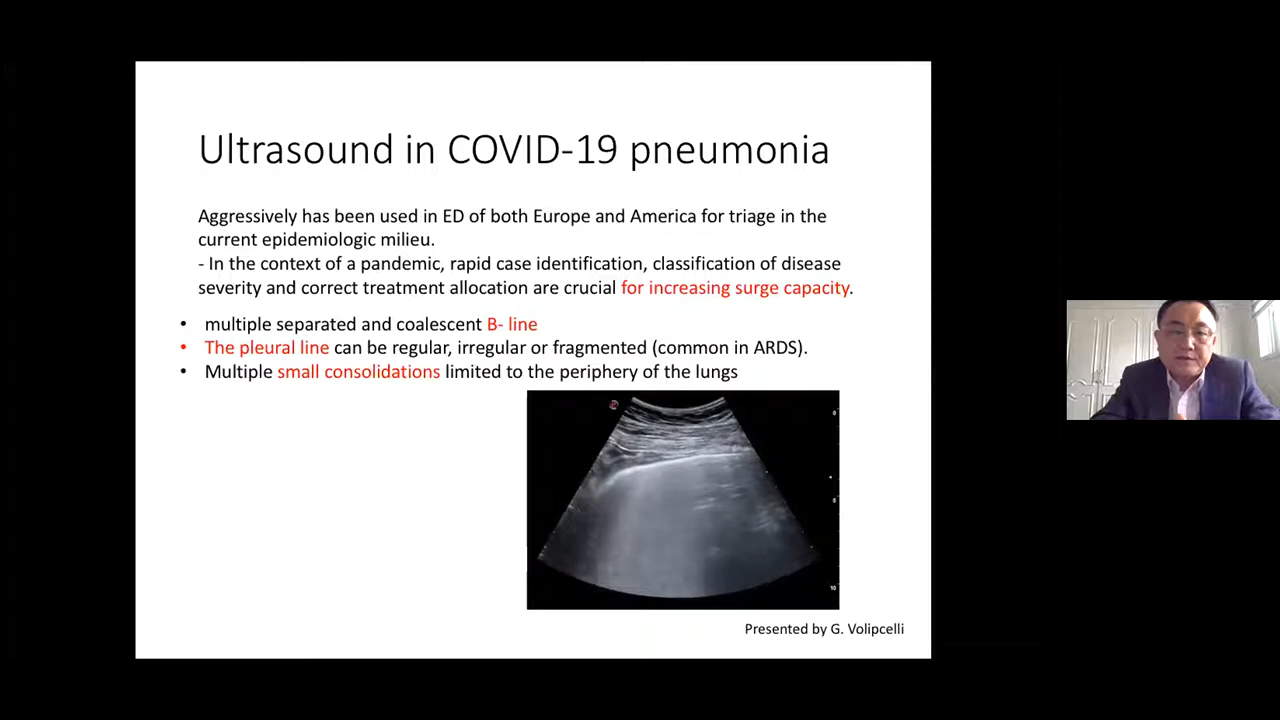 Ultrasound in COVID-19 pneumonia
Aggressively has been used in ED of both Europe and America for triage in the
current epidemiologic milieu.
- In the context of a pandemic, rapid case identification, classification of disease
severity and correct treatment allocation are crucial for increasing surge capacity.
• multiple separated and coalescent B- line
• The pleural line can be regular, irregular or fragmented (common in ARDS).
• Multiple small consolidations limited to the periphery of the lungs
0
5
10
Presented by G. Volipcelli